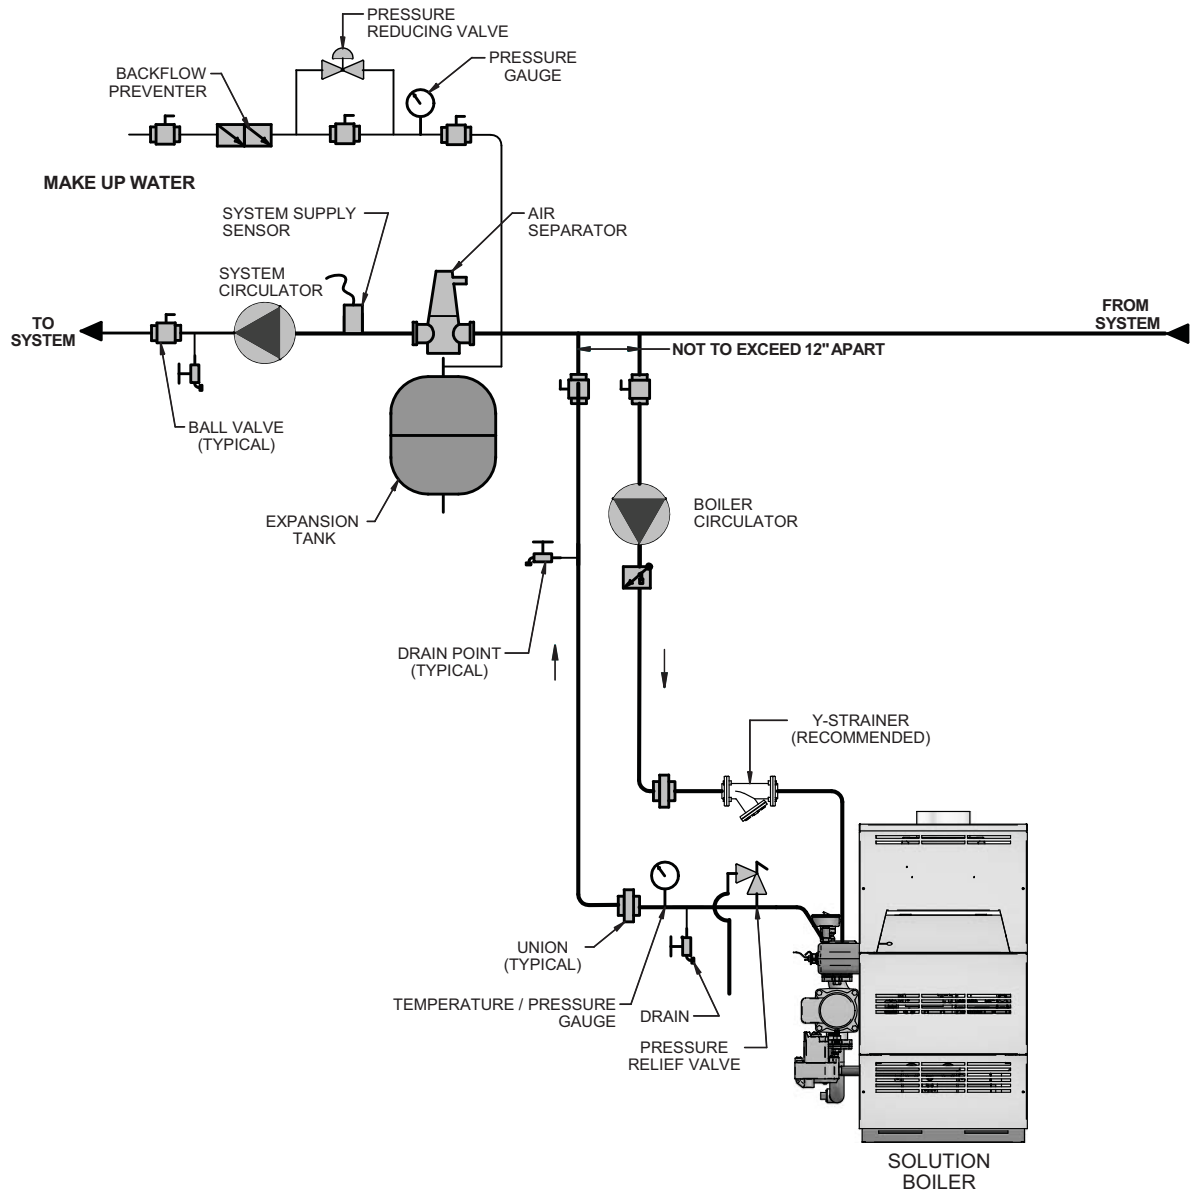 PRESSURE
REDUCING VALVE
PRESSURE
GAUGE
BACKFLOW
PREVENTER
MAKE UP WATER
SYSTEM SUPPLY
SENSOR
AIR
SEPARATOR
SYSTEM
CIRCULATOR
TO
SYSTEM
FROM
SYSTEM
NOT TO EXCEED 12" APART
BALL VALVE
(TYPICAL)
EXPANSION
TANK
BOILER
CIRCULATOR
DRAIN POINT
(TYPICAL)
Y-STRAINER
(RECOMMENDED)
UNION
(TYPICAL)
TEMPERATURE / PRESSURE
GAUGE
DRAIN
PRESSURE
RELIEF VALVE
SOLUTION
BOILER